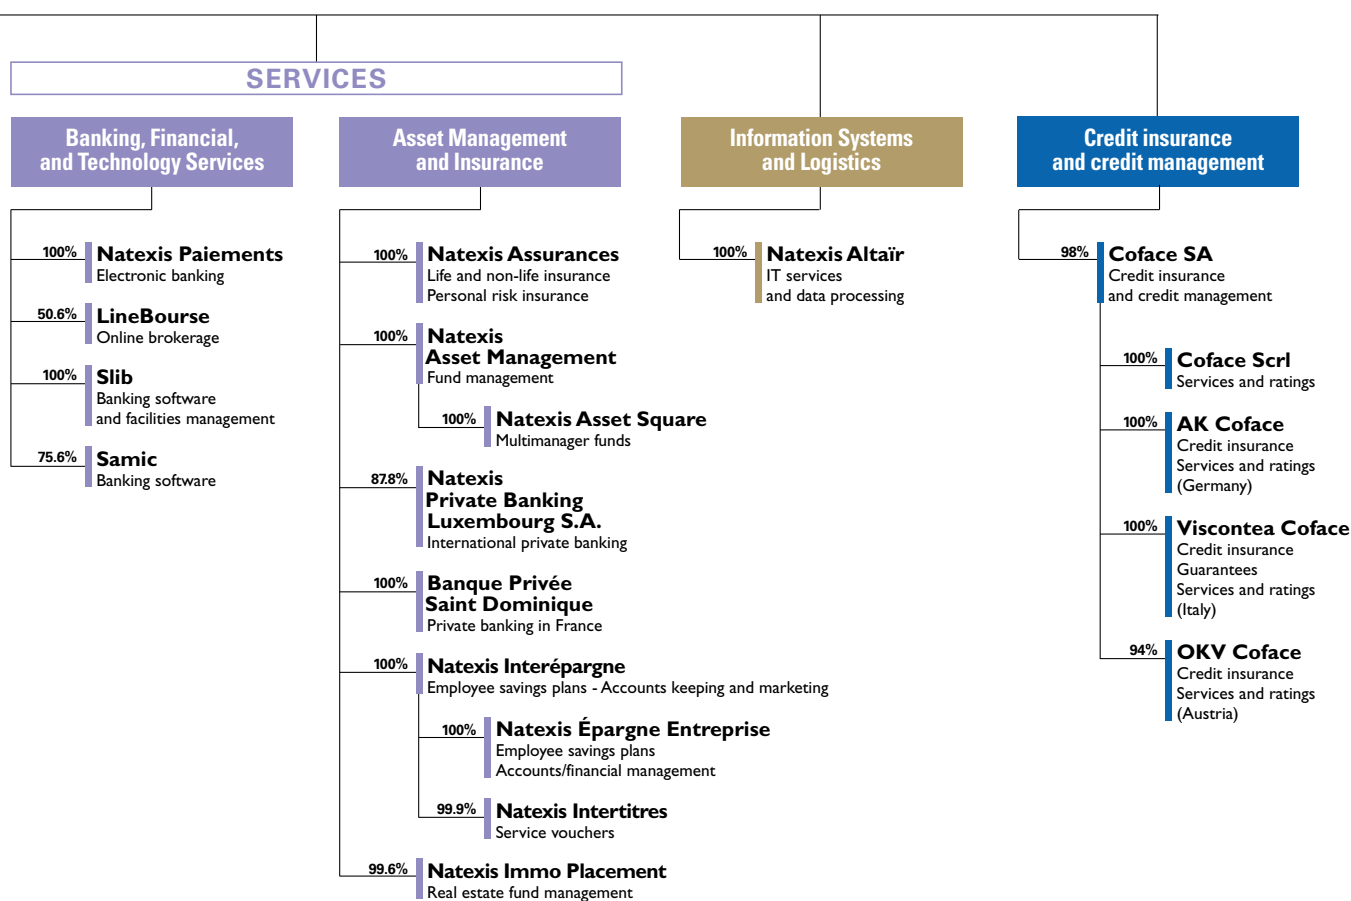 SERVICES
Banking, Financial,
and Technology Services
100%
Natexis Paiements
Electronic banking
50.6%
LineBourse
Online brokerage
100%
Slib
Banking software
and facilities management
75.6%
Samic
Banking software
Asset Management
and Insurance
100%
Natexis Assurances
Life and non-life insurance
Personal risk insurance
100%
Natexis
Asset Management
Fund management
100%
Natexis Asset Square
Multimanager funds
87.8%
Natexis
Private Banking
Luxembourg S.A.
International private banking
100%
Banque Privée
Saint Dominique
Private banking in France
100%
Natexis Interépargne
Employee savings plans - Accounts keeping and marketing
100%
Natexis Épargne Entreprise
Employee savings plans
Accounts/financial management
99.9%
Natexis Intertitres
Service vouchers
99.6%
Natexis Immo Placement
Real estate fund management
Information Systems
and Logistics
100%
Natexis Altaïr
IT services
and data processing
Credit insurance
and credit management
98%
Coface SA
Credit insurance
and credit management
100%
Coface Scrl
Services and ratings
100%
AK Coface
Credit insurance
Services and ratings
(Germany)
100%
Viscontea Coface
Credit insurance
Guarantees
Services and ratings
(Italy)
94%
OKV Coface
Credit insurance
Services and ratings
(Austria)